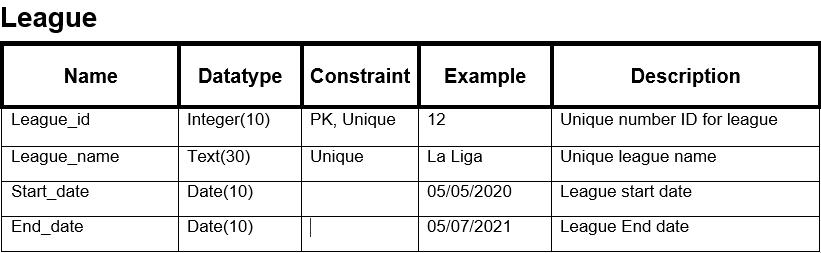 League
Name Datatype Constraint Example Description
League_id Integer(10) PK, Unique 12 Unique number ID for league
League_name Text(30) Unique La Liga Unique league name
Start_date Date(10) 05/05/2020 League start date
End_date Date(10) 05/07/2021 League End date